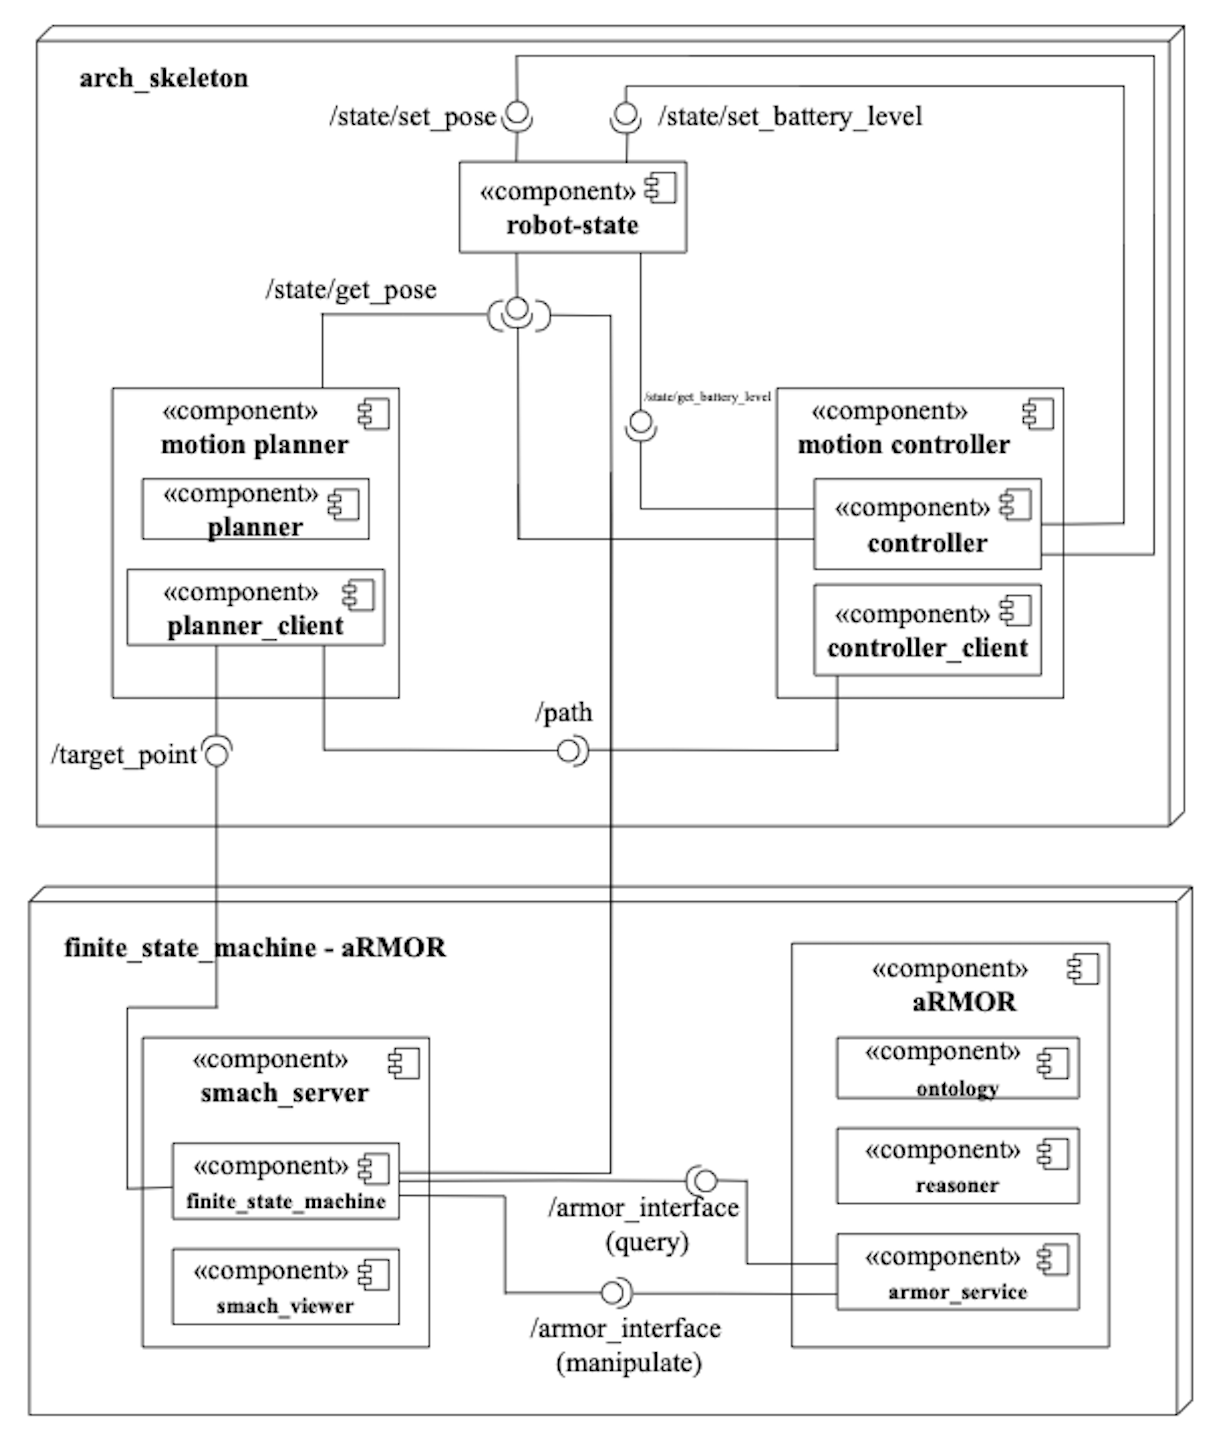 arch_skeleton
/state/set_pose
/state/set_battery_level
«component»
robot-state
/state/get_pose
/state/get_battery_level
«component»
motion planner
«component»
planner
«component»
planner_client
«component»
motion controller
«component»
controller
«component»
controller_client
/path
/target_point
finite_state_machine - aRMOR
«component»
smach_server
«component»
finite_state_machine
«component»
smach_viewer
/armor_interface
(query)
/armor_interface
(manipulate)
«component»
aRMOR
«component»
ontology
«component»
reasoner
«component»
armor_service